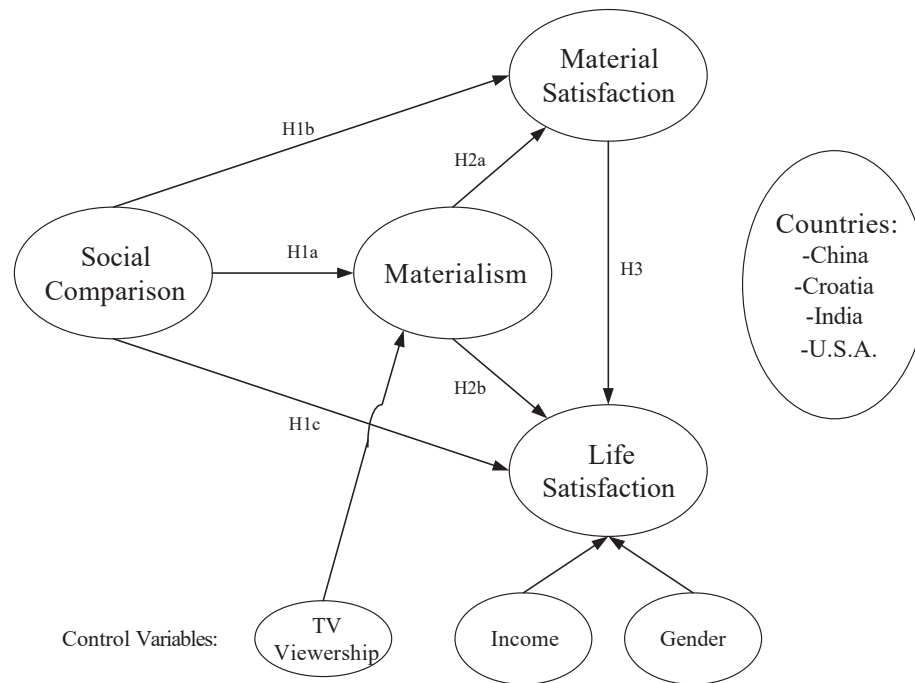 Material
Satisfaction
H1b
H2a
Social
Comparison
H1a
Materialism
H3
Countries:
-China
-Croatia
-India
-U.S.A.
H2b
H1c
Life
Satisfaction
Control Variables:
TV
Viewership
Income
Gender